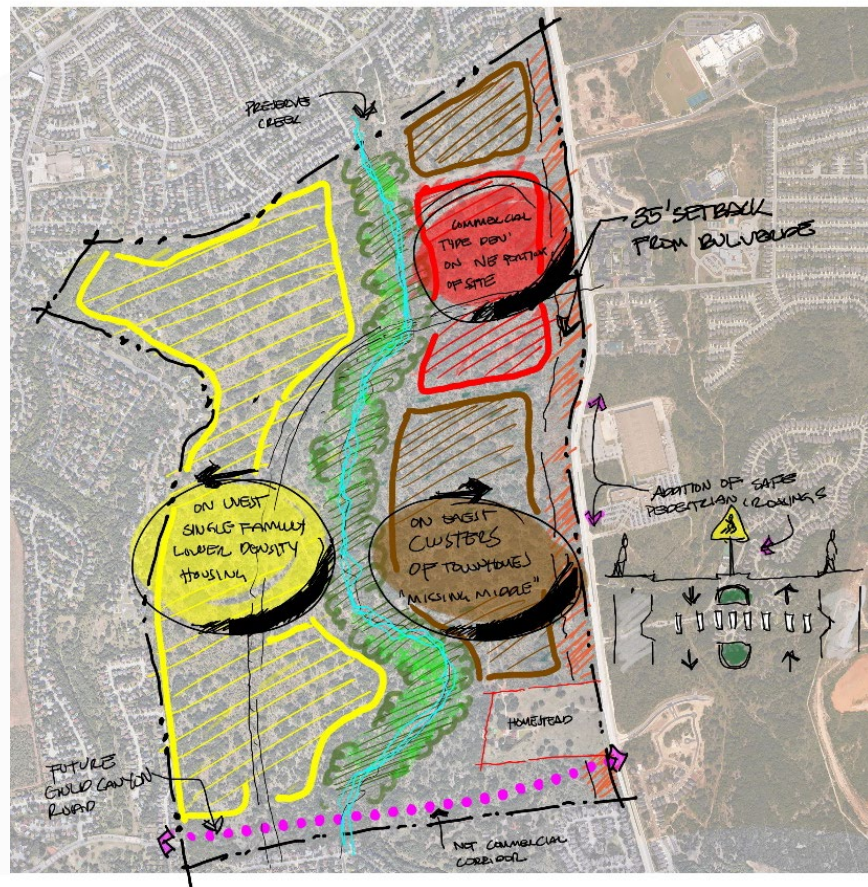 PRESERVE
CREEK
COMMERCIAL
TYPE DEV'
ON NE PORTION
OF SITE
35' SETBACK
FROM BULVERDE
ADDITION OF SAFE
PEDESTRIAN CROSSINGS
ON WEST
SINGLE FAMILY
LOWER DENSITY
HOUSING
ON EAST
CLUSTERS
OF TOWNHOMES
"MISSING MIDDLE"
HOMESTEAD
FUTURE
GOLD CANYON
ROAD
NOT COMMERCIAL
CORRIDOR